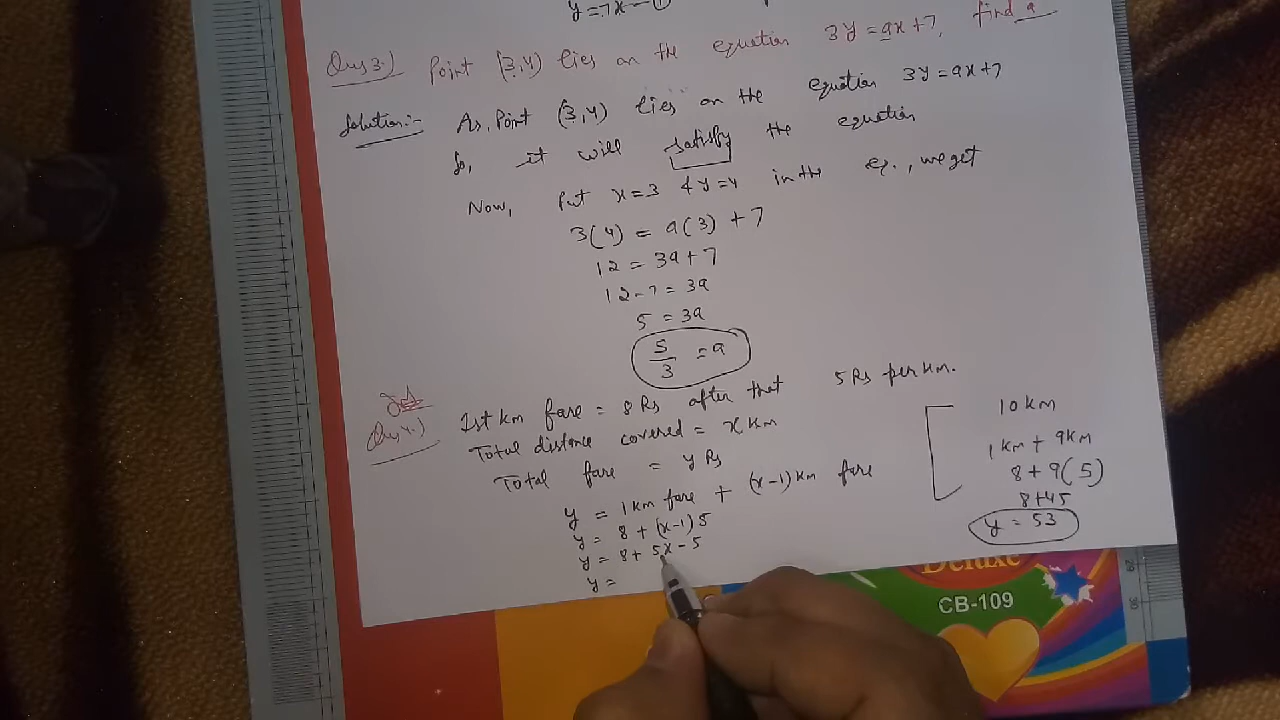 y = 7x — ①
Ques 3.) Point (3,4) lies on the equation 3y = ax + 7, find a
Solution:- As, Point (3,4) lies on the equation 3y = ax + 7
So, it will satisfy the equation
Now, Put x = 3 & y = 4 in the eq., we get
3(4) = a(3) + 7
12 = 3a + 7
12 - 7 = 3a
5 = 3a
5/3 = a
Ques 4.) 1st km fare = 8 Rs after that 5 Rs per km.
Total distance covered = x km
Total fare = y Rs
y = 1 km fare + (x-1) km fare
y = 8 + (x-1) 5
y = 8 + 5x - 5
y =
10 km
1 km + 9 km
8 + 9(5)
8 + 45
y = 53
Deluxe
CB-109
29
30